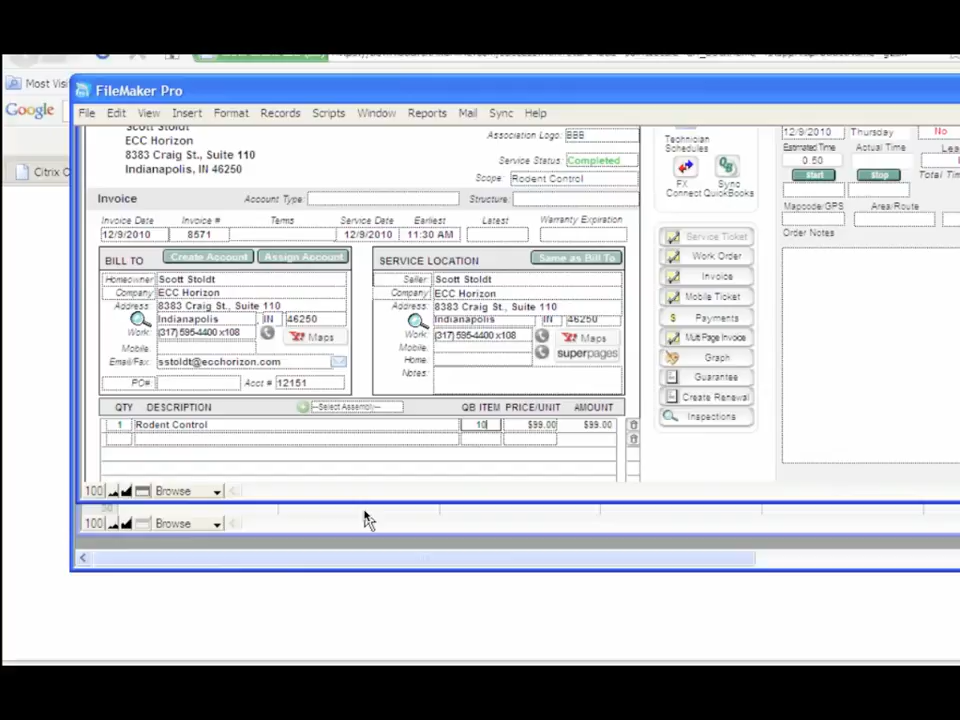 Most Visi
FileMaker Pro
Google
File Edit View Insert Format Records Scripts Window Reports Mail Sync Help
Citrix O
Scott Stoldt
ECC Horizon
8383 Craig St., Suite 110
Indianapolis, IN 46250
Association Logo: BBB
Service Status: Completed
Scope: Rodent Control
Invoice Account Type: Structure:
Invoice Date Invoice # Terms Service Date Earliest Latest Warranty Expiration
12/9/2010 8571 12/9/2010 11:30 AM
BILL TO Create Account Assign Account
Homeowner Scott Stoldt
Company: ECC Horizon
Address: 8383 Craig St., Suite 110
Indianapolis IN 46250
Work: (317) 595-4400 x108 Maps
Mobile:
Email/Fax: sstoldt@ecchorizon.com
PO# Acct # 12151
SERVICE LOCATION Same as Bill To
Seller: Scott Stoldt
Company: ECC Horizon
Address: 8383 Craig St., Suite 110
Indianapolis IN 46250
Work: (317) 595-4400 x108 Maps
Mobile: superpages
Home:
Notes:
QTY DESCRIPTION --Select Assembly-- QB ITEM PRICE/UNIT AMOUNT
1 Rodent Control 10 $99.00 $99.00
100 Browse
50
100 Browse
Technician
Schedules
FX
Connect
Sync
QuickBooks
Service Ticket
Work Order
Invoice
Mobile Ticket
$ Payments
Multi Page Invoice
Graph
Guarantee
Create Renewal
Inspections
12/9/2010 Thursday No
Estimated Time Actual Time Lea
0.50
start stop Total Tim
Mapcode/GPS Area/Route
Order Notes